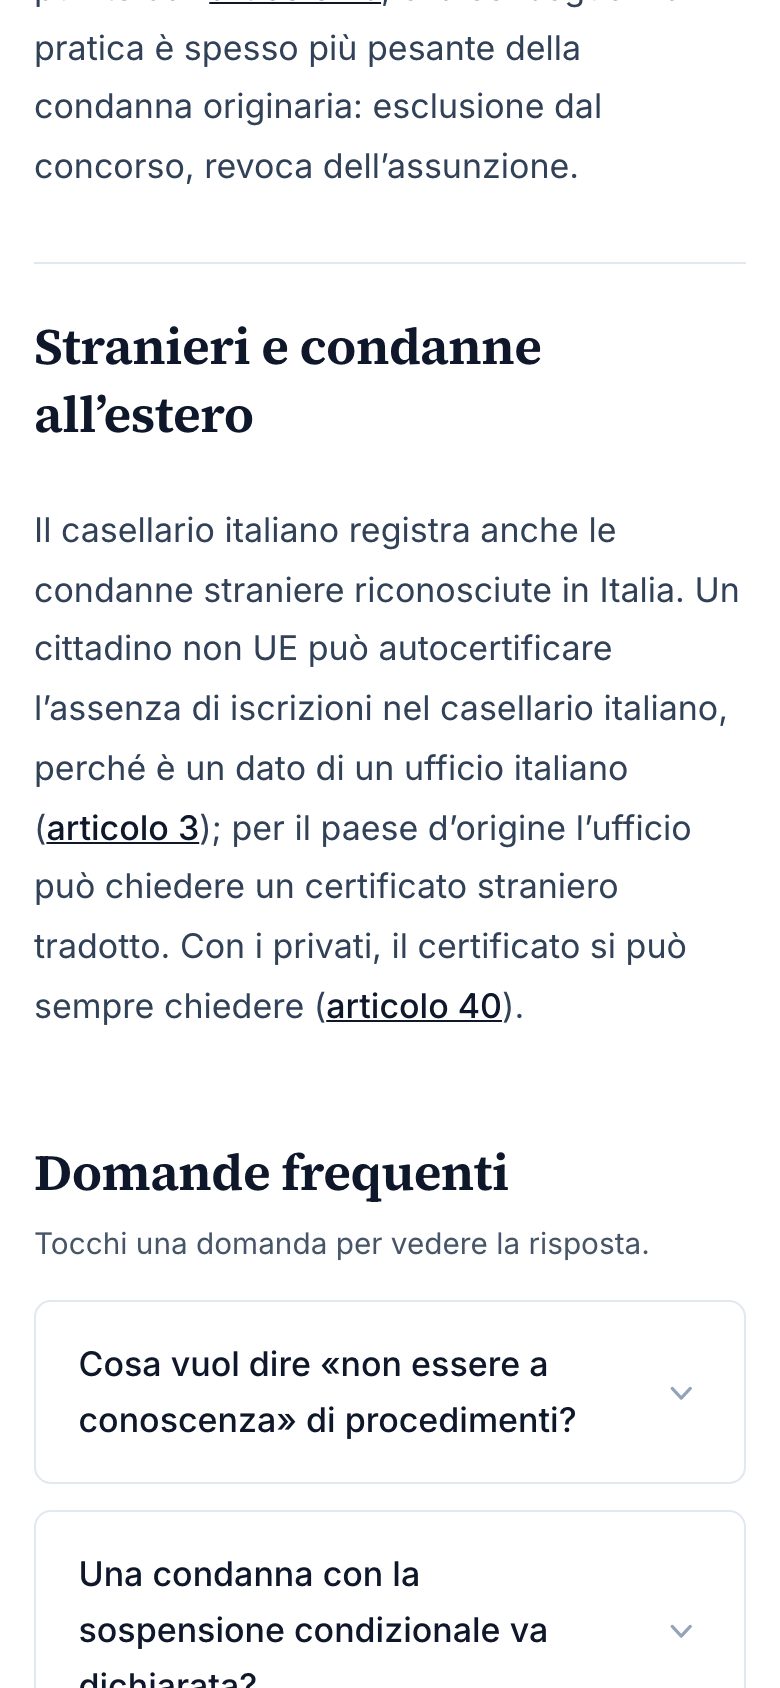 pratica è spesso più pesante della
condanna originaria: esclusione dal
concorso, revoca dell’assunzione.
Stranieri e condanne
all’estero
Il casellario italiano registra anche le
condanne straniere riconosciute in Italia. Un
cittadino non UE può autocertificare
l’assenza di iscrizioni nel casellario italiano,
perché è un dato di un ufficio italiano
(articolo 3); per il paese d’origine l’ufficio
può chiedere un certificato straniero
tradotto. Con i privati, il certificato si può
sempre chiedere (articolo 40).
Domande frequenti
Tocchi una domanda per vedere la risposta.
Cosa vuol dire «non essere a
conoscenza» di procedimenti?
Una condanna con la
sospensione condizionale va
dichiarata?